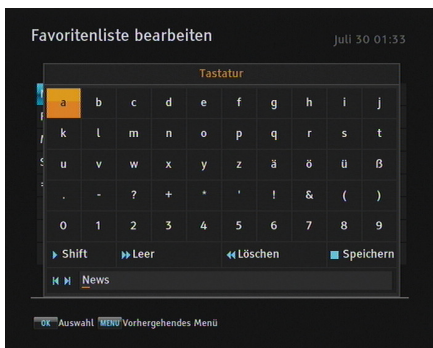 Favoritenliste bearbeiten
Juli 30 01:33
Tastatur
a b c d e f g h i j
k l m n o p q r s t
u v w x y z ä ö ü ß
. - ? + * ' ! & ( )
0 1 2 3 4 5 6 7 8 9
Shift Leer Löschen Speichern
News
OK Auswahl MENU Vorhergehendes Menü